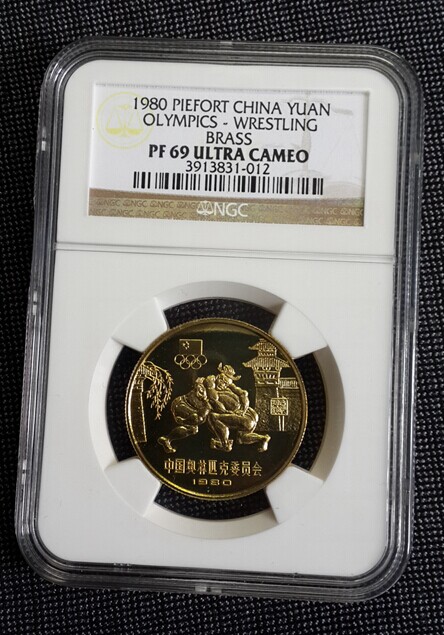 1980 PIEFORT CHINA YUAN
OLYMPICS - WRESTLING
BRASS
PF 69 ULTRA CAMEO
3913831-012
NGC
中国奥林匹克委员会
1980